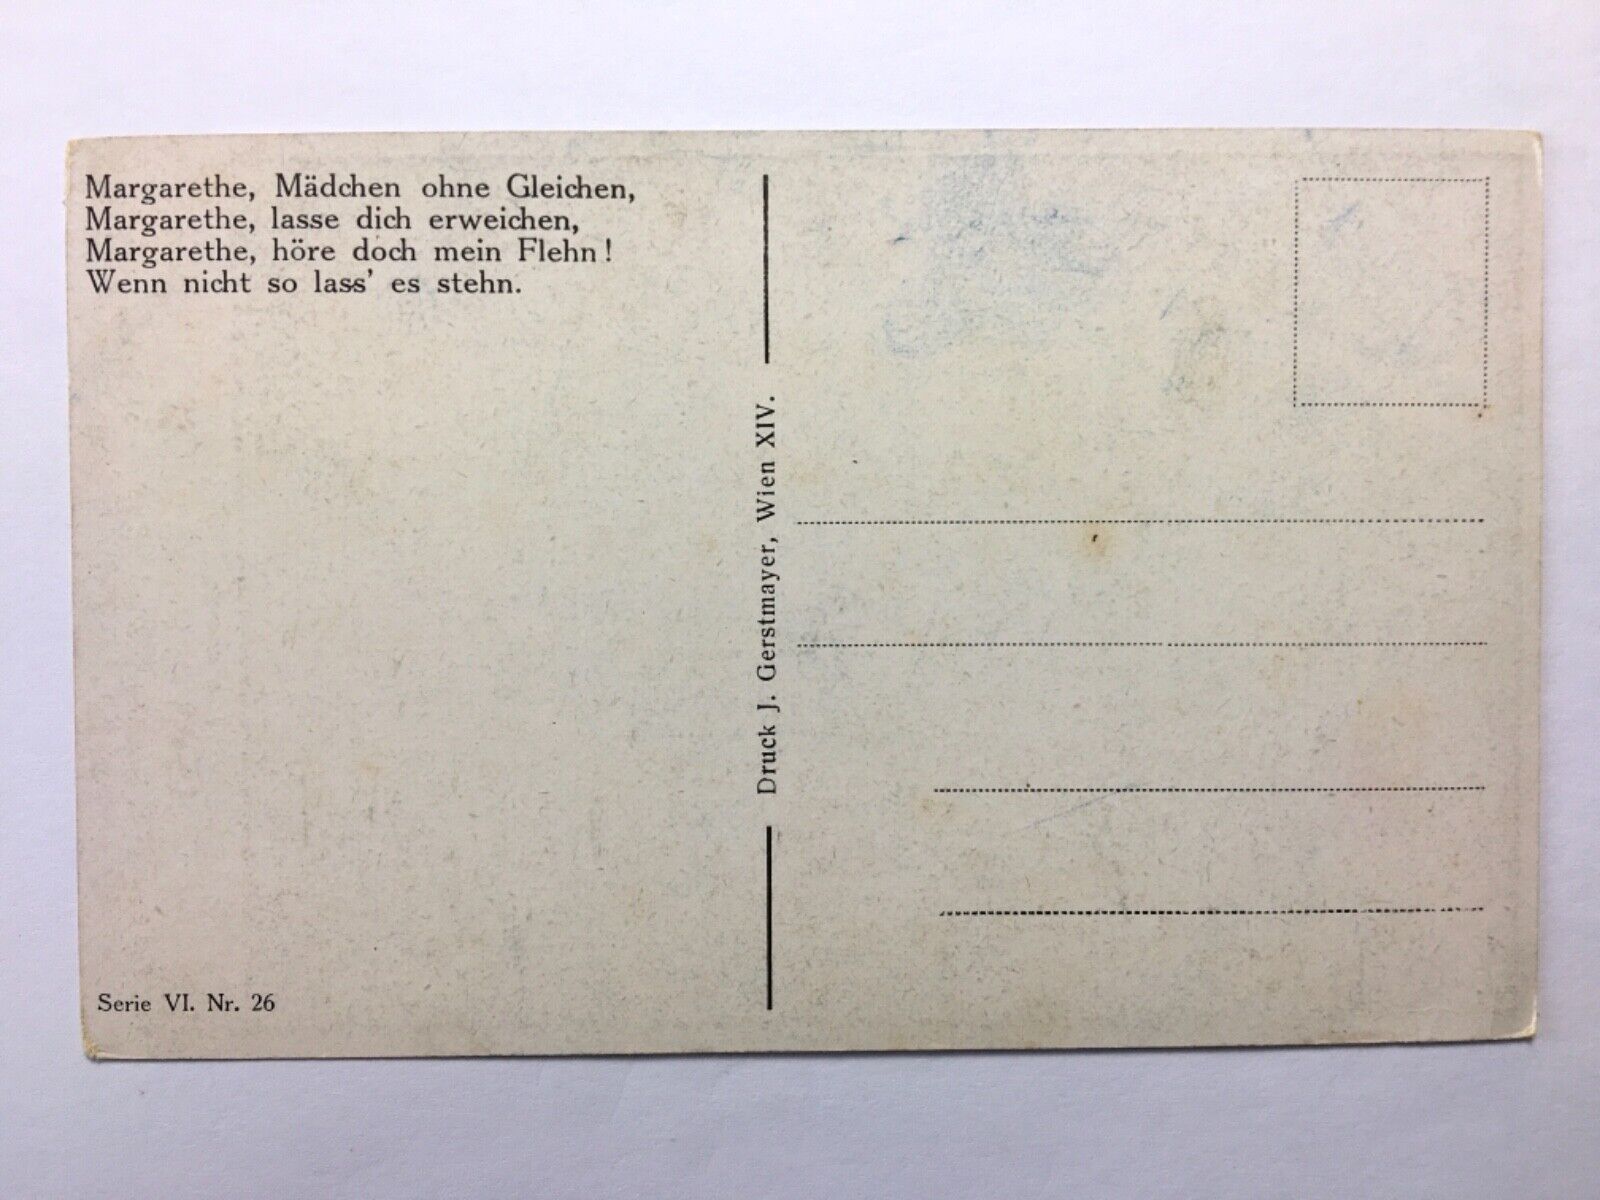 Margarethe, Mädchen ohne Gleichen,
Margarethe, lasse dich erweichen,
Margarethe, höre doch mein Flehn!
Wenn nicht so lass' es stehn.
Druck J. Gerstmayer, Wien XIV.
Serie VI. Nr. 26